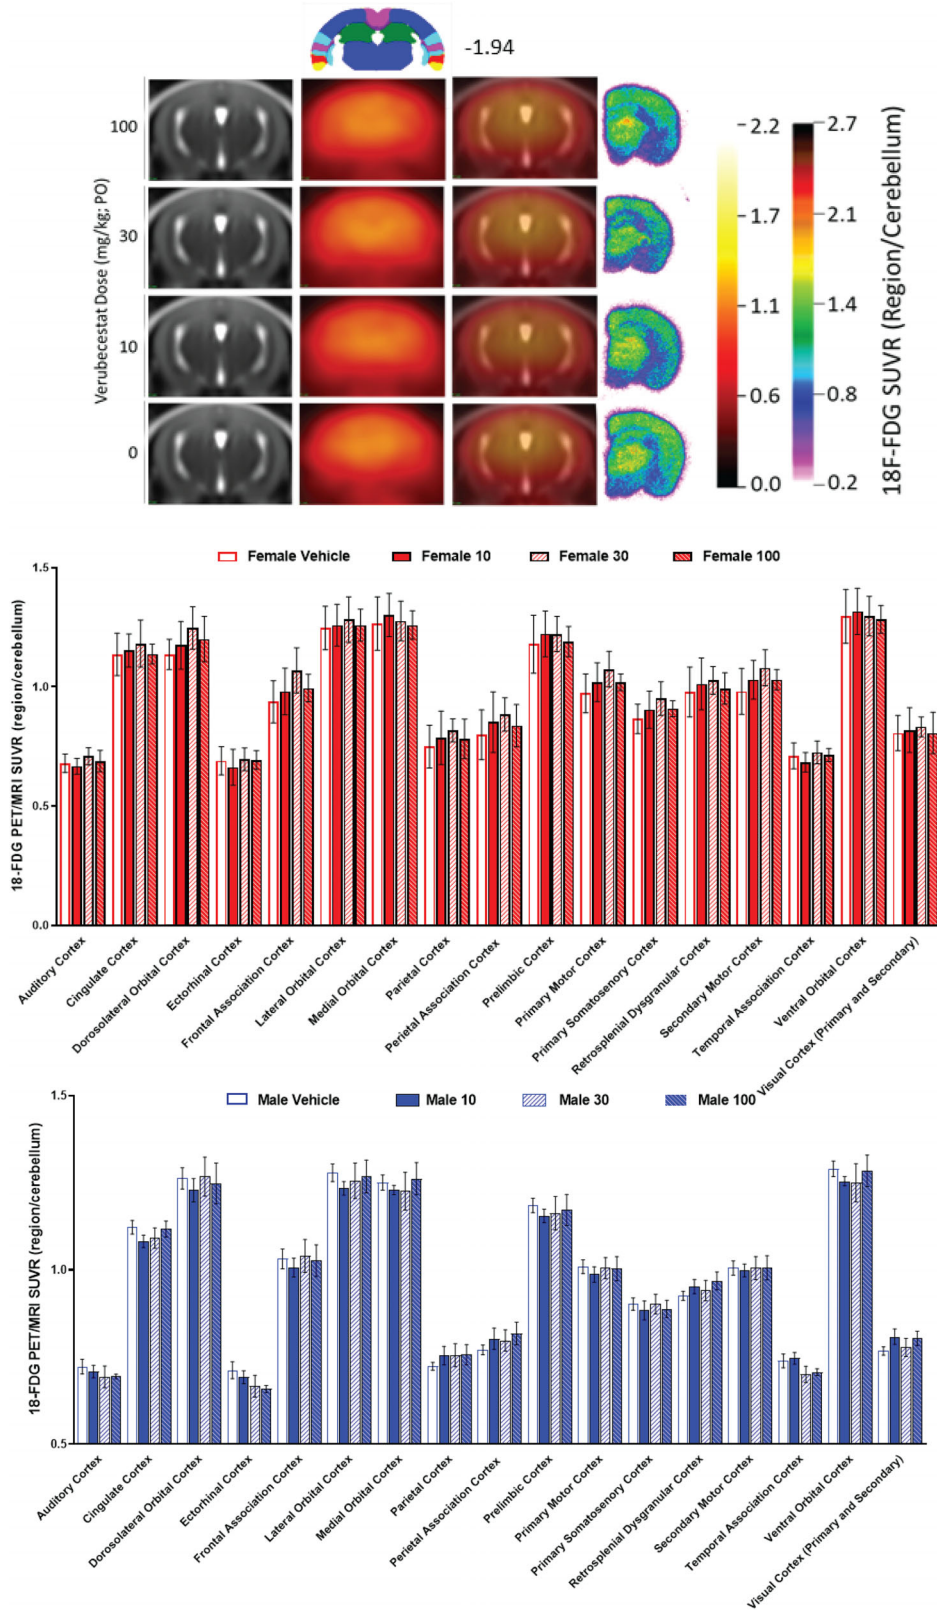 -1.94
Verubecestat Dose (mg/kg; PO)
100
30
10
0
2.2
1.7
1.1
0.6
0.0
2.7
2.1
1.4
0.8
0.2
18F-FDG SUVR (Region/Cerebellum)
Female Vehicle
Female 10
Female 30
Female 100
18-FDG PET/MRI SUVR (region/cerebellum)
1.5
1.0
0.5
0.0
Auditory Cortex
Cingulate Cortex
Dorosolateral Orbital Cortex
Ectorhinal Cortex
Frontal Association Cortex
Lateral Orbital Cortex
Medial Orbital Cortex
Parietal Cortex
Perietal Association Cortex
Prelimbic Cortex
Primary Motor Cortex
Primary Somatosensory Cortex
Retrosplenial Dysgranular Cortex
Secondary Motor Cortex
Temporal Association Cortex
Ventral Orbital Cortex
Visual Cortex (Primary and Secondary)
Male Vehicle
Male 10
Male 30
Male 100
18-FDG PET/MRI SUVR (region/cerebellum)
1.5
1.0
0.5
Auditory Cortex
Cingulate Cortex
Dorosolateral Orbital Cortex
Ectorhinal Cortex
Frontal Association Cortex
Lateral Orbital Cortex
Medial Orbital Cortex
Parietal Cortex
Perietal Association Cortex
Prelimbic Cortex
Primary Motor Cortex
Primary Somatosensory Cortex
Retrosplenial Dysgranular Cortex
Secondary Motor Cortex
Temporal Association Cortex
Ventral Orbital Cortex
Visual Cortex (Primary and Secondary)